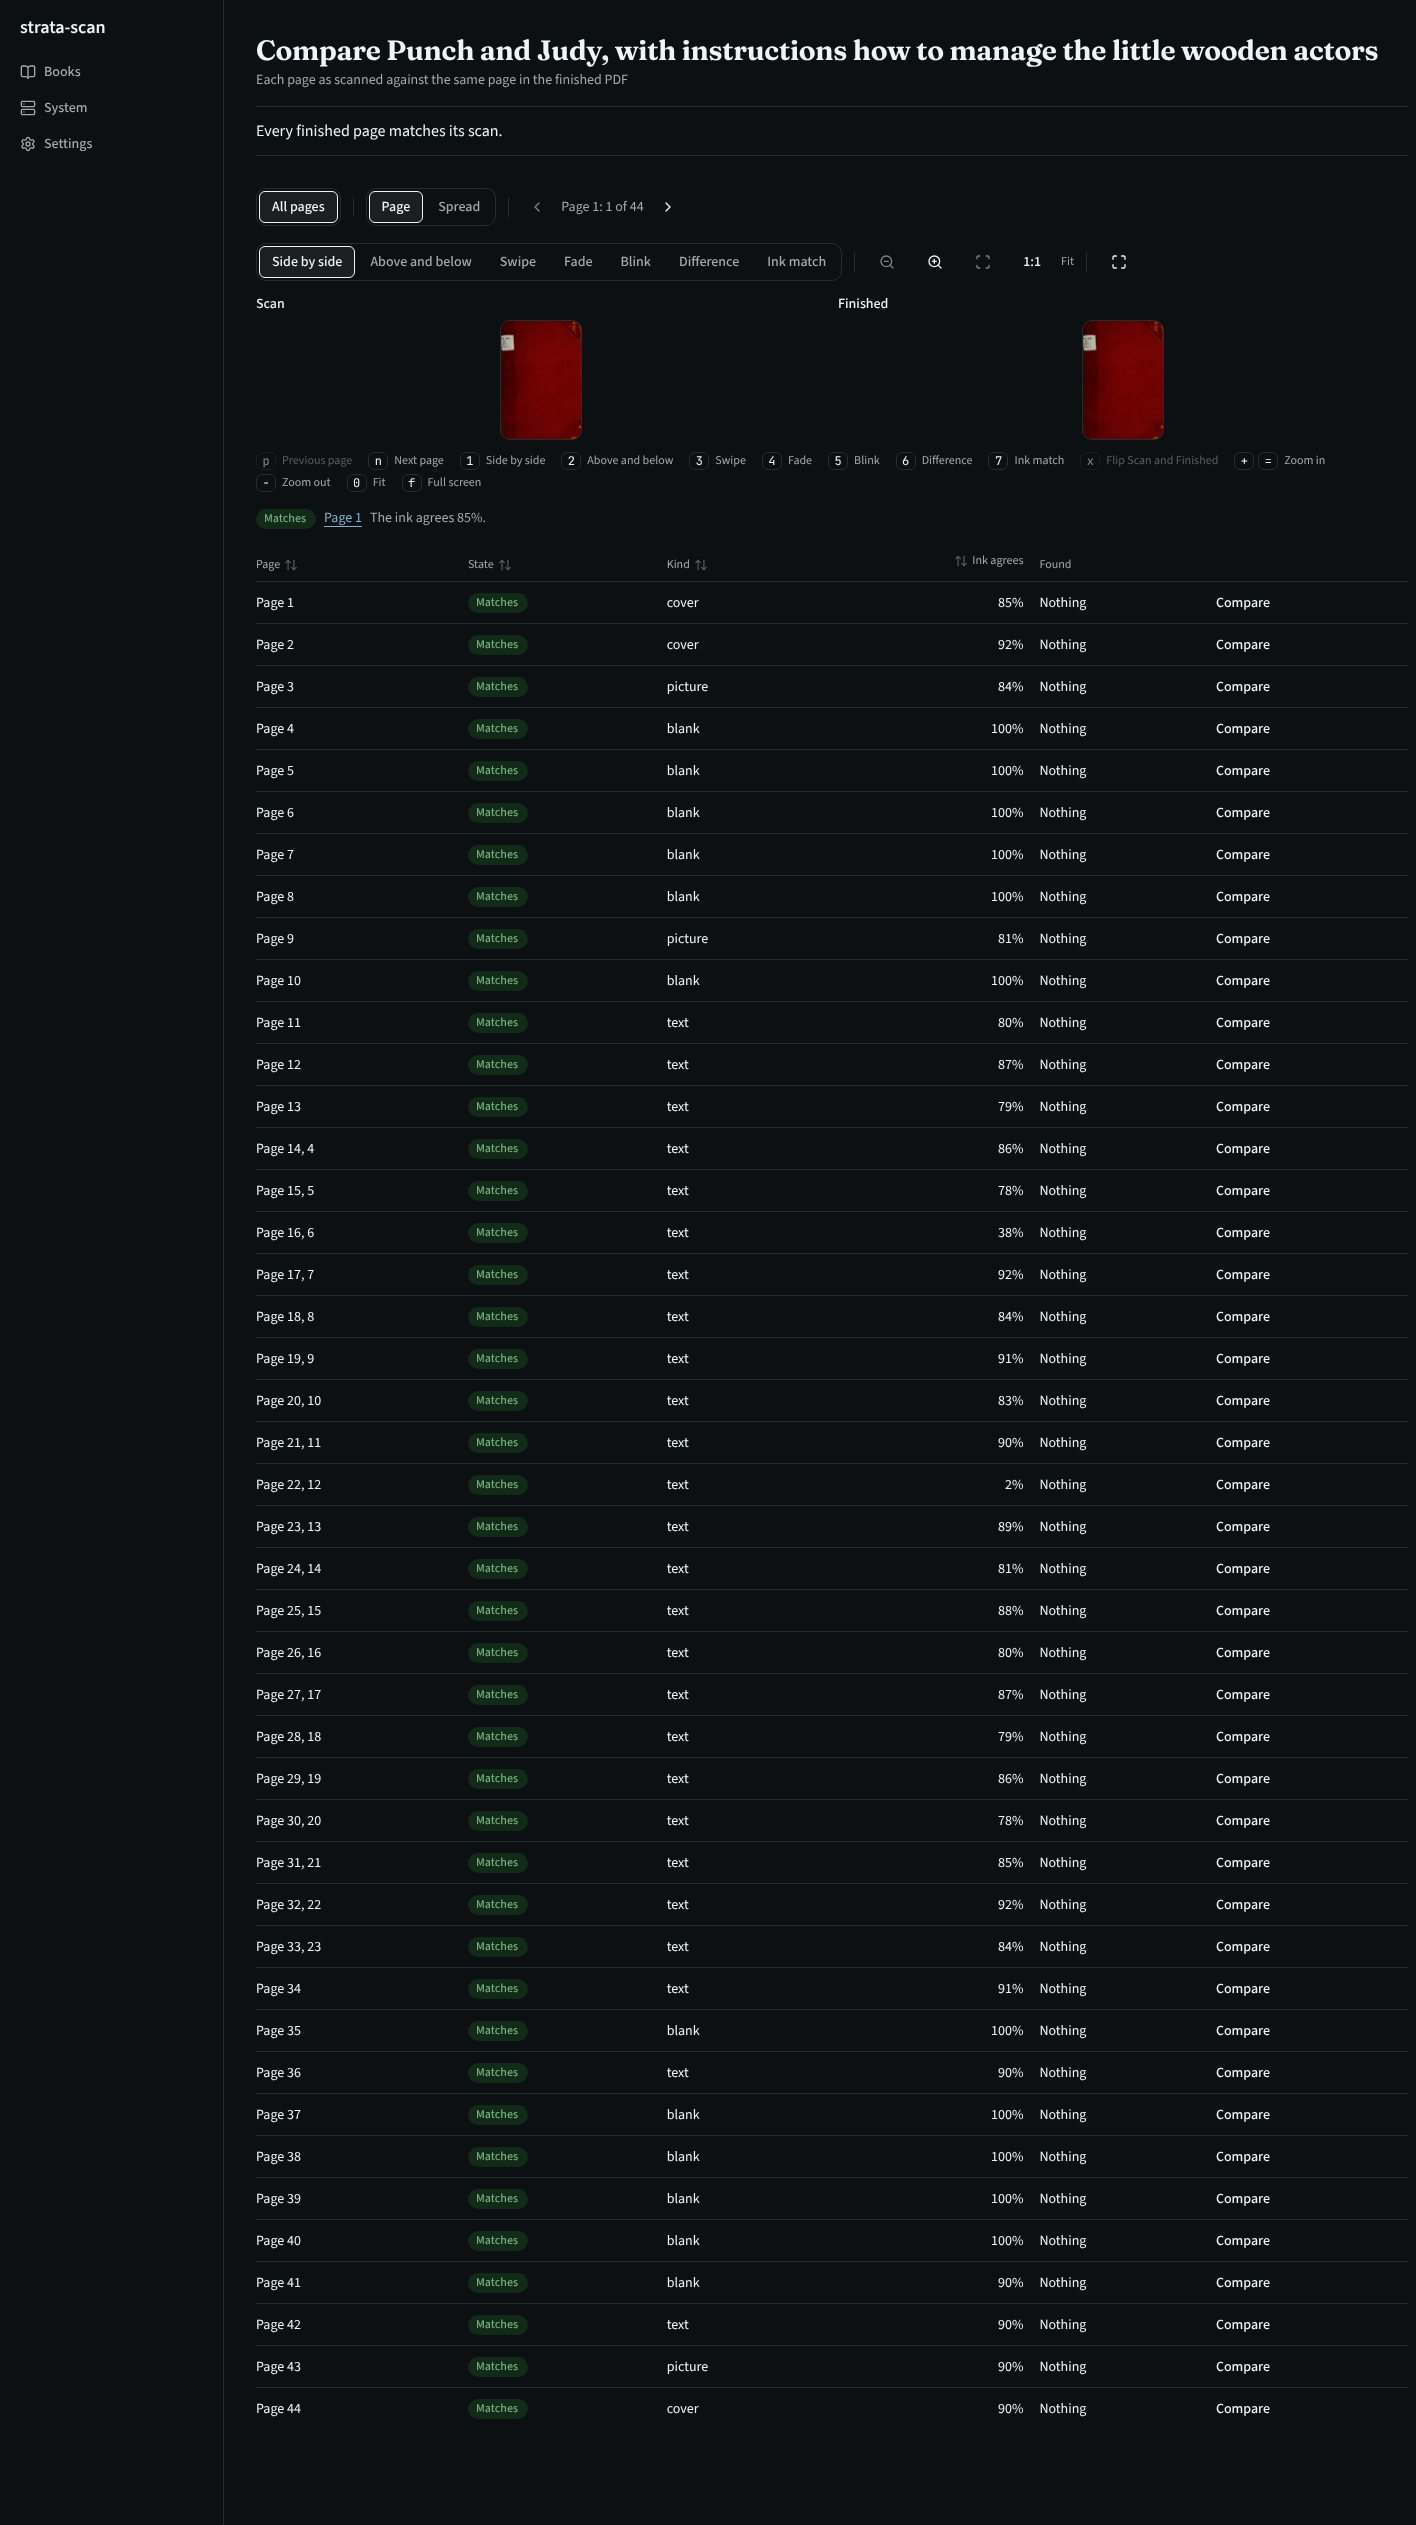 strata-scan
Books
System
Settings
Compare Punch and Judy, with instructions how to manage the little wooden actors
Each page as scanned against the same page in the finished PDF
Every finished page matches its scan.
All pages Page Spread Page 1: 1 of 44
Side by side Above and below Swipe Fade Blink Difference Ink match 1:1 Fit
Scan Finished
p Previous page n Next page 1 Side by side 2 Above and below 3 Swipe 4 Fade 5 Blink 6 Difference 7 Ink match x Flip Scan and Finished + = Zoom in
- Zoom out 0 Fit f Full screen
Matches Page 1 The ink agrees 85%.
Page State Kind Ink agrees Found
Page 1 Matches cover 85% Nothing Compare
Page 2 Matches cover 92% Nothing Compare
Page 3 Matches picture 84% Nothing Compare
Page 4 Matches blank 100% Nothing Compare
Page 5 Matches blank 100% Nothing Compare
Page 6 Matches blank 100% Nothing Compare
Page 7 Matches blank 100% Nothing Compare
Page 8 Matches blank 100% Nothing Compare
Page 9 Matches picture 81% Nothing Compare
Page 10 Matches blank 100% Nothing Compare
Page 11 Matches text 80% Nothing Compare
Page 12 Matches text 87% Nothing Compare
Page 13 Matches text 79% Nothing Compare
Page 14, 4 Matches text 86% Nothing Compare
Page 15, 5 Matches text 78% Nothing Compare
Page 16, 6 Matches text 38% Nothing Compare
Page 17, 7 Matches text 92% Nothing Compare
Page 18, 8 Matches text 84% Nothing Compare
Page 19, 9 Matches text 91% Nothing Compare
Page 20, 10 Matches text 83% Nothing Compare
Page 21, 11 Matches text 90% Nothing Compare
Page 22, 12 Matches text 2% Nothing Compare
Page 23, 13 Matches text 89% Nothing Compare
Page 24, 14 Matches text 81% Nothing Compare
Page 25, 15 Matches text 88% Nothing Compare
Page 26, 16 Matches text 80% Nothing Compare
Page 27, 17 Matches text 87% Nothing Compare
Page 28, 18 Matches text 79% Nothing Compare
Page 29, 19 Matches text 86% Nothing Compare
Page 30, 20 Matches text 78% Nothing Compare
Page 31, 21 Matches text 85% Nothing Compare
Page 32, 22 Matches text 92% Nothing Compare
Page 33, 23 Matches text 84% Nothing Compare
Page 34 Matches text 91% Nothing Compare
Page 35 Matches blank 100% Nothing Compare
Page 36 Matches text 90% Nothing Compare
Page 37 Matches blank 100% Nothing Compare
Page 38 Matches blank 100% Nothing Compare
Page 39 Matches blank 100% Nothing Compare
Page 40 Matches blank 100% Nothing Compare
Page 41 Matches blank 90% Nothing Compare
Page 42 Matches text 90% Nothing Compare
Page 43 Matches picture 90% Nothing Compare
Page 44 Matches cover 90% Nothing Compare